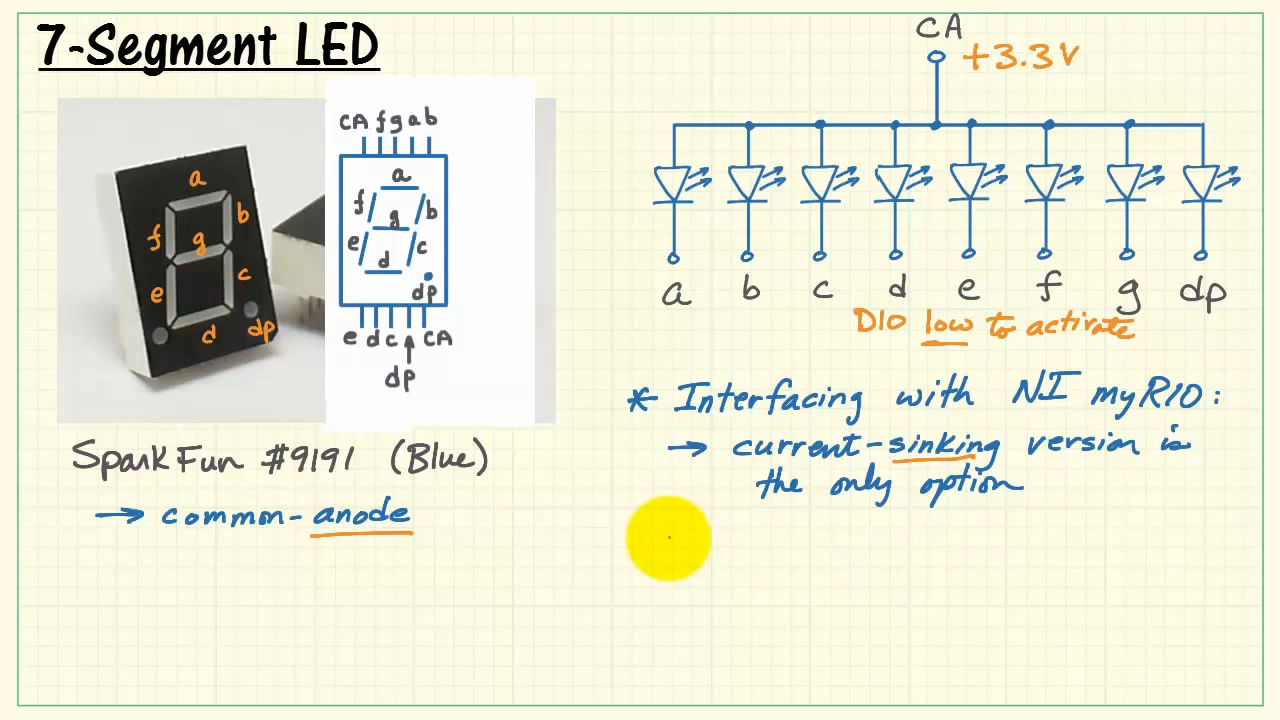 7-Segment LED
CA
+3.3V
a
f b
g
e c
d dp
CA f g a b
a
f b
g
e c
d
dp
e d c CA
dp
a b c d e f g dp
DIO low to activate
* Interfacing with NI myRIO:
→ current-sinking version is
the only option
SparkFun #9191 (Blue)
→ common-anode